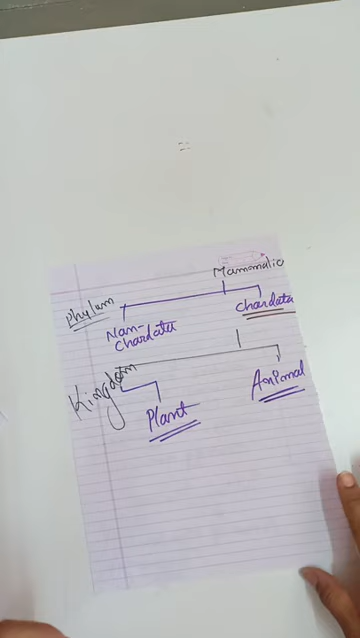 Mammalia
Phylum
Non-
Chordata
Chordata
Kingdom
Plant
Animal